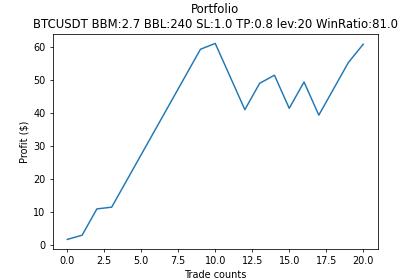 Portfolio
BTCUSDT BBM:2.7 BBL:240 SL:1.0 TP:0.8 lev:20 WinRatio:81.0
60
50
40
30
20
10
0
Profit ($)
0.0 2.5 5.0 7.5 10.0 12.5 15.0 17.5 20.0
Trade counts